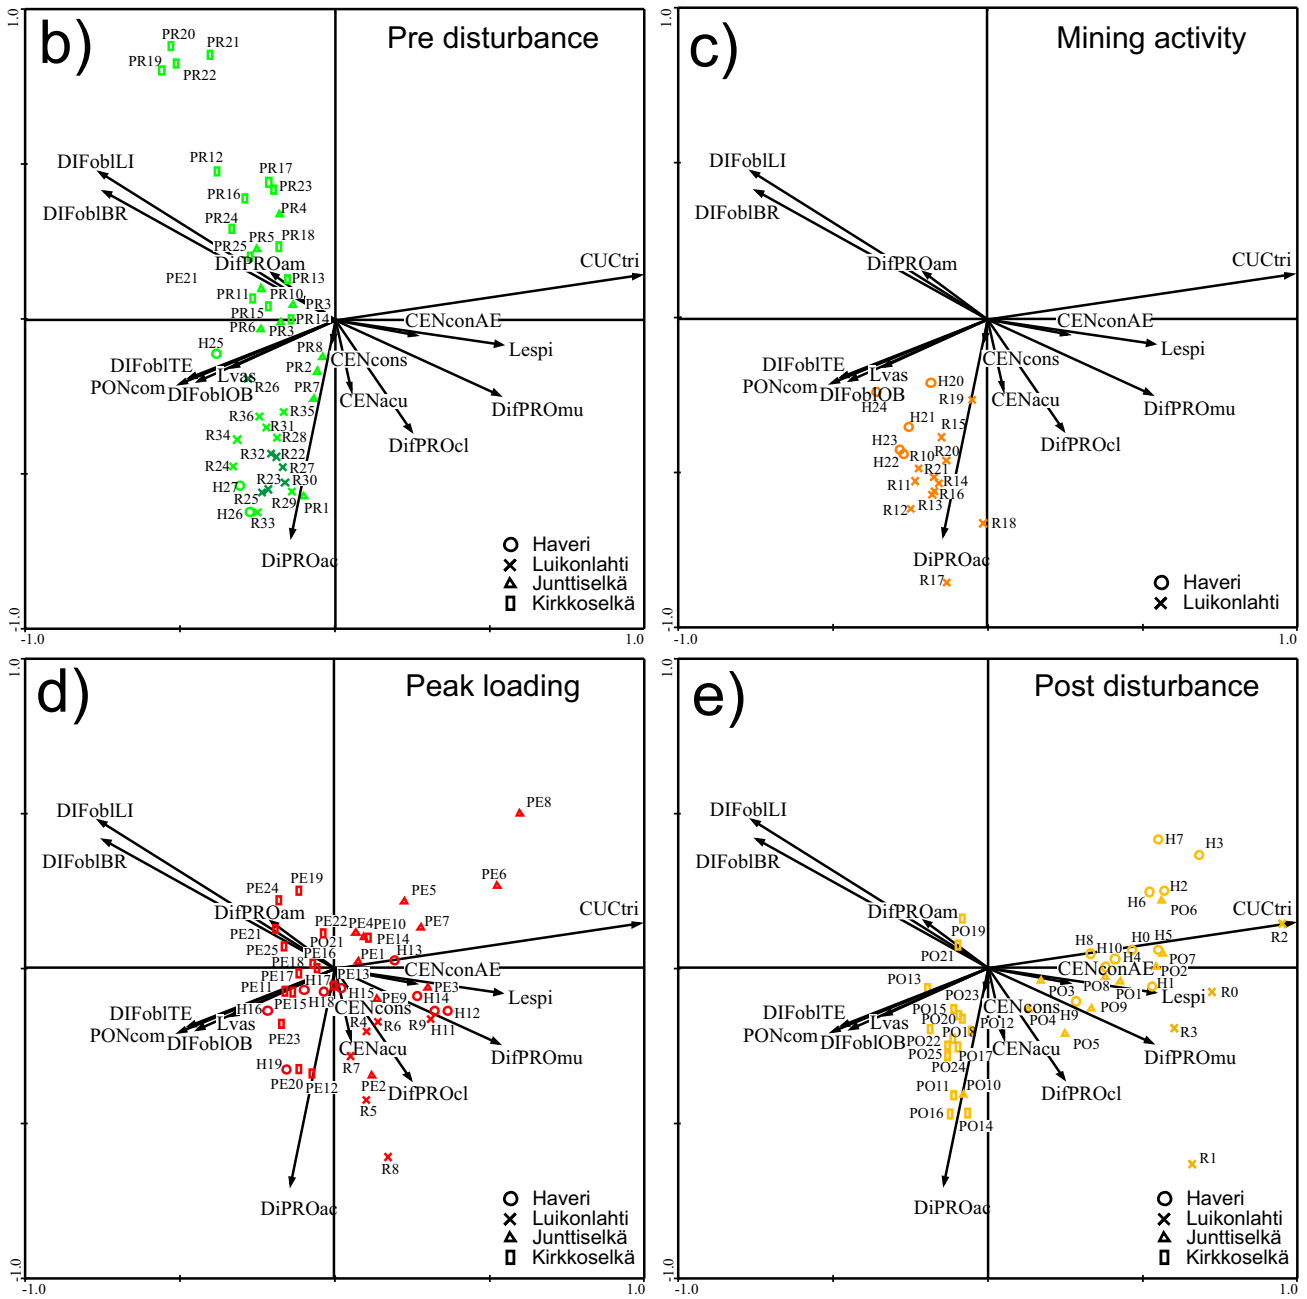 b)
Pre disturbance
1.0
PR20
PR21
PR19
PR22
DIFoblLI
PR12
PR17
PR16
PR23
DIFoblBR
PR4
PR24
PR5
PR18
PR25
DifPROam
PE21
PR13
PR11
PR10
PR3
PR15
PR14
PR6
PR3
CUCtri
CENconAE
Lespi
H25
PR8
CENcons
DIFoblTE
PR2
PONcom
Lvas
DIFoblOB
R26
PR7
CENacu
DifPROmu
R36
R35
R31
R34
R28
DifPROcl
R32
R22
R24
R27
R23
R30
H27
R25
R29
PR1
H26
R33
DiPROac
Haveri
Luikonlahti
Junttiselkä
Kirkkoselkä
-1.0
-1.0
1.0
c)
Mining activity
DIFoblLI
DIFoblBR
DifPROam
CUCtri
CENconAE
Lespi
CENcons
DIFoblTE
PONcom
Lvas
DIFoblOB
H20
R19
H24
CENacu
DifPROmu
H21
R15
DifPROcl
H23
R20
H22
R10
R21
R11
R14
R16
R12
R13
R18
DiPROac
R17
Haveri
Luikonlahti
-1.0
1.0
d)
Peak loading
1.0
DIFoblLI
DIFoblBR
PE8
PE6
PE24
PE19
PE5
DifPROam
CUCtri
PE22
PE4
PE10
PE7
PE21
PO21
PE14
PE25
PE16
H13
PE18
PE1
PE17
PE13
CENconAE
PE11
H17
PE3
Lespi
PE15
H18
H15
PE9
H14
H16
DIFoblTE
CENcons
H12
PONcom
Lvas
R4
R6
R9
H11
DIFoblOB
PE23
CENacu
DifPROmu
R7
H19
PE20
PE12
PE2
DifPROcl
R5
R8
DiPROac
Haveri
Luikonlahti
Junttiselkä
Kirkkoselkä
-1.0
-1.0
1.0
e)
Post disturbance
DIFoblLI
DIFoblBR
H7
H3
H2
H6
PO6
DifPROam
CUCtri
R2
PO19
H0
H5
H8
H10
PO21
H4
PO7
CENconAE
PO2
PO13
PO3
PO8
PO1
H1
Lespi
R0
PO23
CENcons
DIFoblTE
PONcom
Lvas
PO15
PO20
PO4
H9
PO9
PO12
DIFoblOB
PO18
PO22
CENacu
PO5
R3
DifPROmu
PO25
PO17
PO24
PO11
PO10
DifPROcl
PO16
PO14
R1
DiPROac
Haveri
Luikonlahti
Junttiselkä
Kirkkoselkä
-1.0
1.0